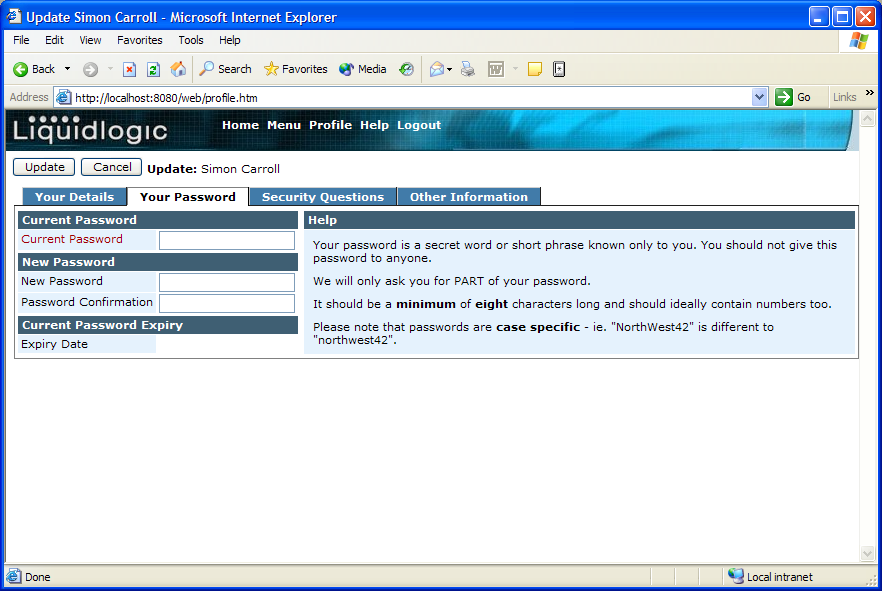 Update Simon Carroll - Microsoft Internet Explorer
File Edit View Favorites Tools Help
Back Search Favorites Media
Address http://localhost:8080/web/profile.htm Go Links »
Liquidlogic Home Menu Profile Help Logout
Update Cancel Update: Simon Carroll
Your Details Your Password Security Questions Other Information
Current Password
Current Password
New Password
New Password
Password Confirmation
Current Password Expiry
Expiry Date
Help
Your password is a secret word or short phrase known only to you. You should not give this
password to anyone.
We will only ask you for PART of your password.
It should be a minimum of eight characters long and should ideally contain numbers too.
Please note that passwords are case specific - ie. "NorthWest42" is different to
"northwest42".
Done Local intranet